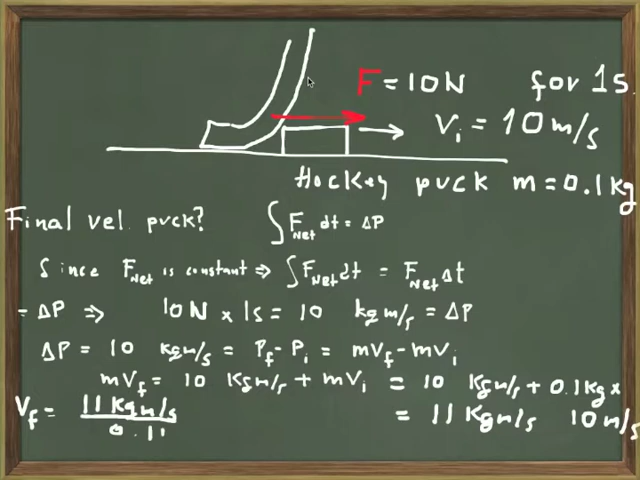 F = 10N for 1s.
Vi = 10 m/s
Hockey puck m = 0.1 kg
Final vel. puck? ∫ FNet dt = ΔP
Since FNet is constant ⇒ ∫ FNet dt = FNet Δt
= ΔP ⇒ 10N × 1s = 10 kg m/s = ΔP
ΔP = 10 kg m/s = Pf - Pi = mVf - mVi
mVf = 10 kg m/s + mVi = 10 kg m/s + 0.1 kg x
Vf = 11 kg m/s / 0.1 = 11 kg m/s 10 m/s